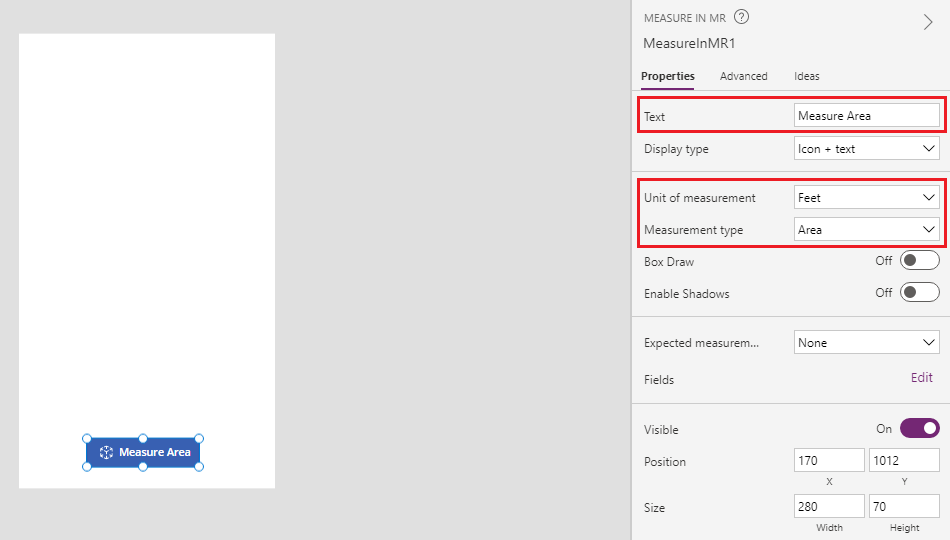 MEASURE IN MR ?
MeasureInMR1
Properties Advanced Ideas
Text Measure Area
Display type Icon + text
Unit of measurement Feet
Measurement type Area
Box Draw Off
Enable Shadows Off
Expected measurem... None
Fields Edit
Visible On
Position 170 1012
X Y
Size 280 70
Width Height
Measure Area